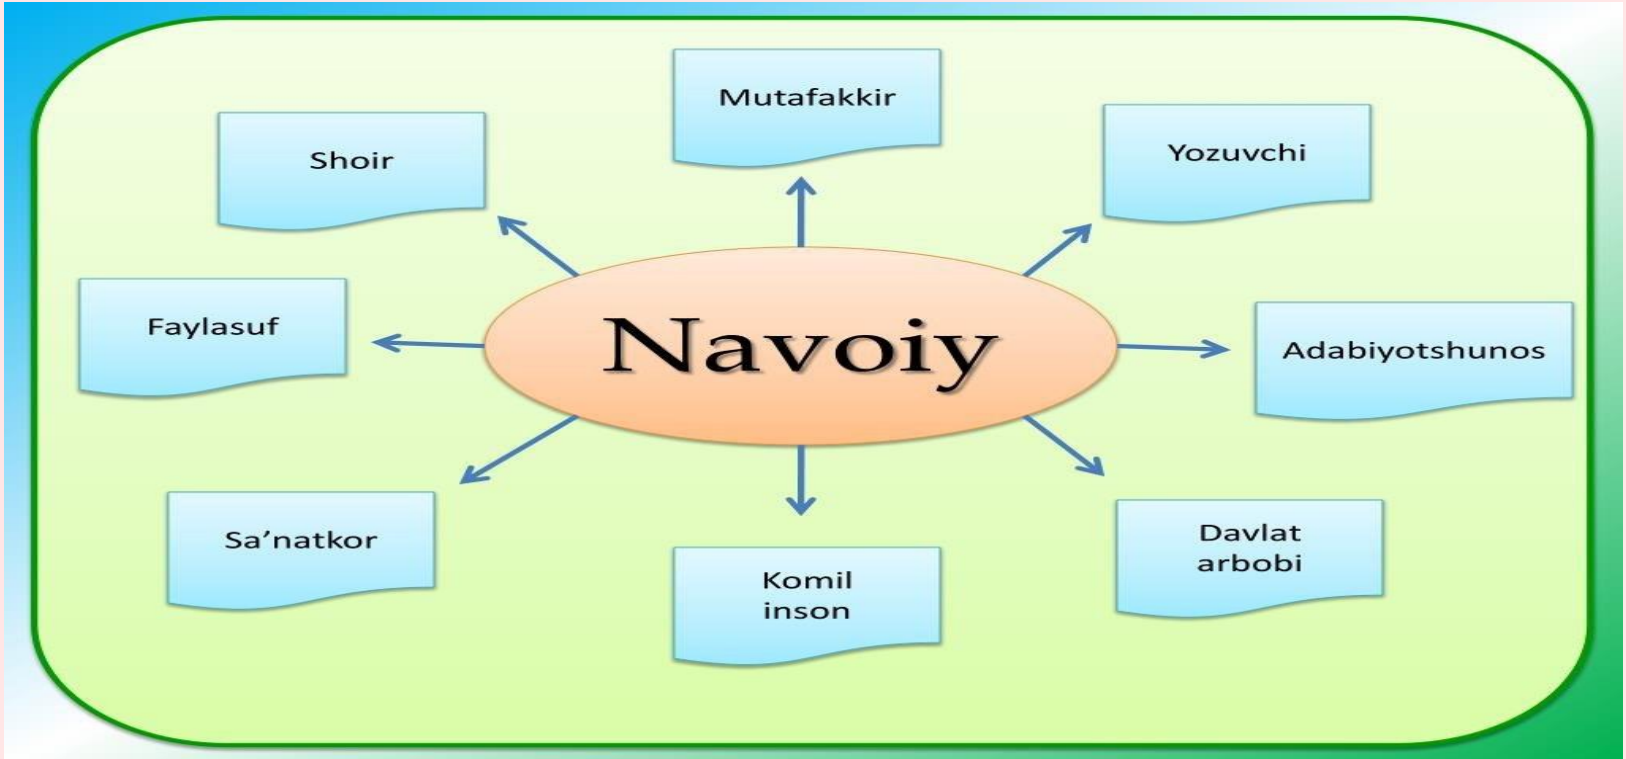 Mutafakkir
Shoir
Yozuvchi
Faylasuf
Navoiy
Adabiyotshunos
Sa’natkor
Komil
inson
Davlat
arbobi